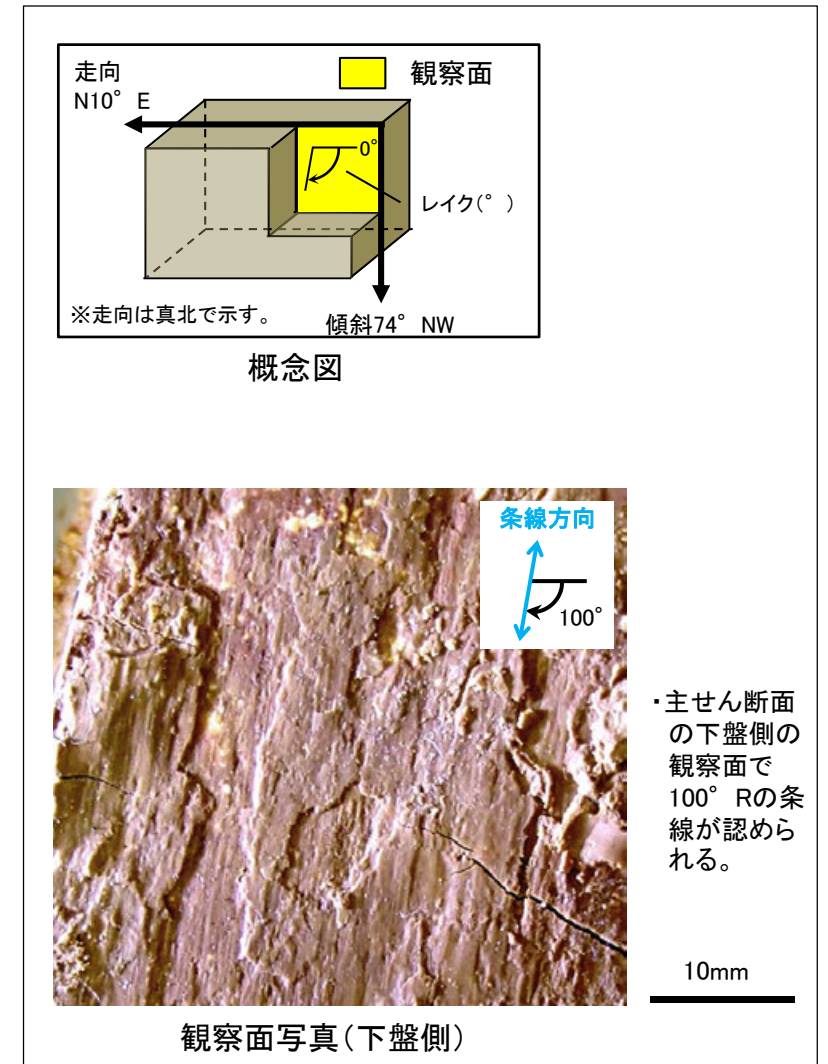 走向
N10°E
観察面
0°
レイク(°)
※走向は真北で示す。
傾斜74°NW
概念図
条線方向
100°
・主せん断面
の下盤側の
観察面で
100°Rの条
線が認めら
れる。
10mm
観察面写真(下盤側)